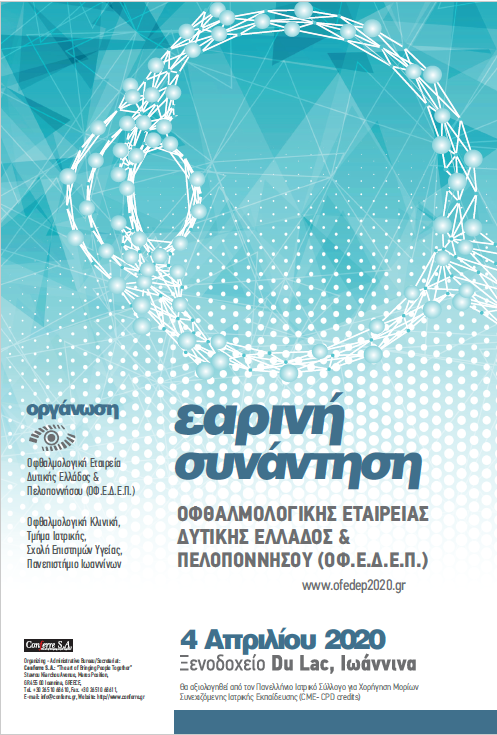 οργάνωση
Οφθαλμολογική Εταιρεία
Δυτικής Ελλάδος &
Πελοποννήσου (ΟΦ.Ε.Δ.Ε.Π.)
Οφθαλμολογική Κλινική,
Τμήμα Ιατρικής,
Σχολή Επιστημών Υγείας,
Πανεπιστήμιο Ιωαννίνων
εαρινή
συνάντηση
ΟΦΘΑΛΜΟΛΟΓΙΚΗΣ ΕΤΑΙΡΕΙΑΣ
ΔΥΤΙΚΗΣ ΕΛΛΑΔΟΣ &
ΠΕΛΟΠΟΝΝΗΣΟΥ (ΟΦ.Ε.Δ.Ε.Π.)
www.ofedep2020.gr
4 Απριλίου 2020
Ξενοδοχείο Du Lac, Ιωάννινα
Θα αξιολογηθεί από τον Πανελλήνιο Ιατρικό Σύλλογο για Χορήγηση Μορίων
Συνεχιζόμενης Ιατρικής Εκπαίδευσης (CME- CPD credits)
Conferre S.A.
Organizing - Administrative Bureau/Secretariat:
Conferre S.A.: "The art of Bringing People Together"
Stavrou Niarchou Avenue,
GR 455 00 Ioannina, GREECE,
Tel. +30 26510 68610, Fax. +30 26510 68611,
E-mail: info@conferre.gr, Website: http://www.conferre.gr